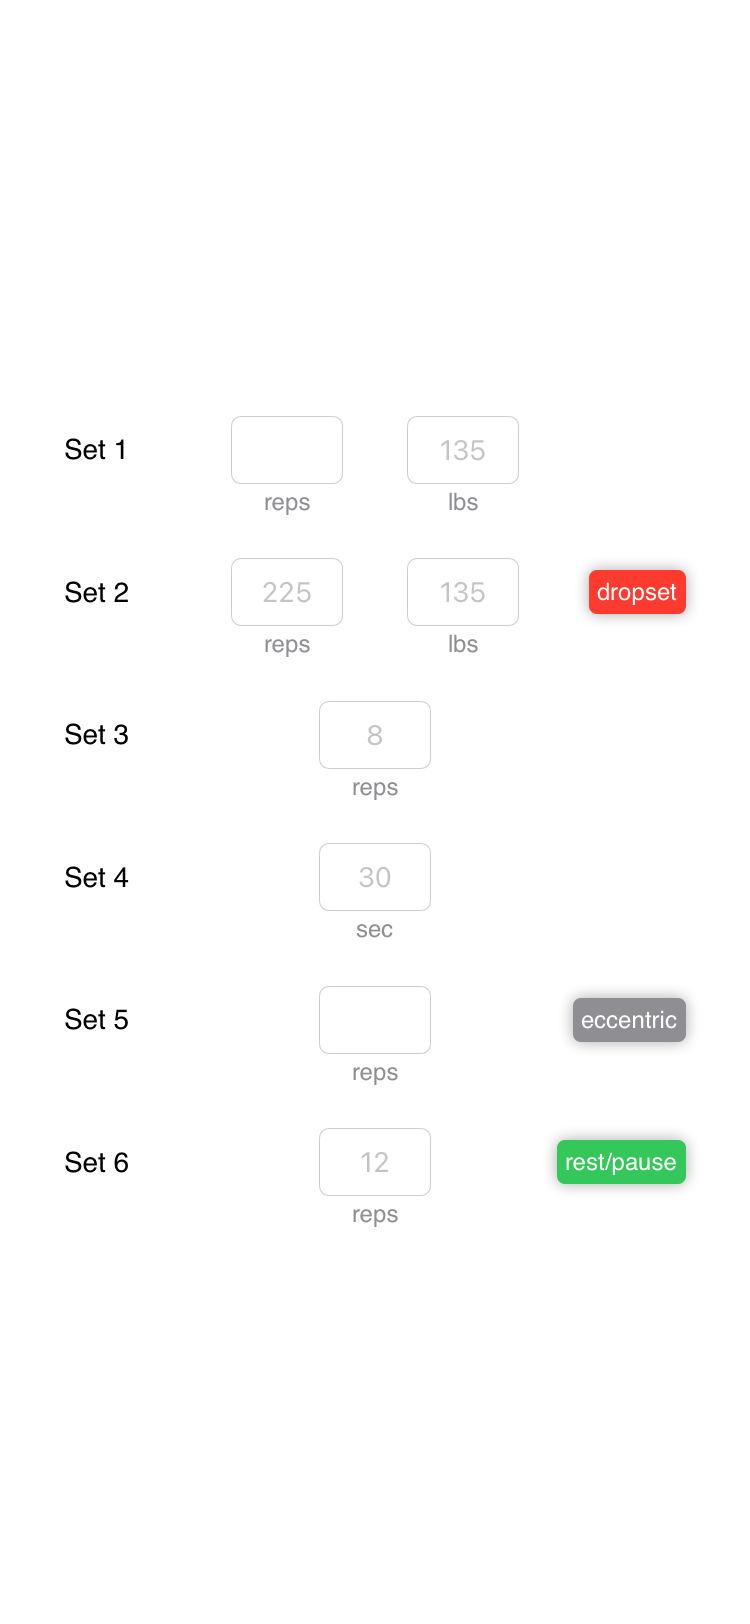 Set 1 135
reps lbs
Set 2 225 135 dropset
reps lbs
Set 3 8
reps
Set 4 30
sec
Set 5 eccentric
reps
Set 6 12 rest/pause
reps